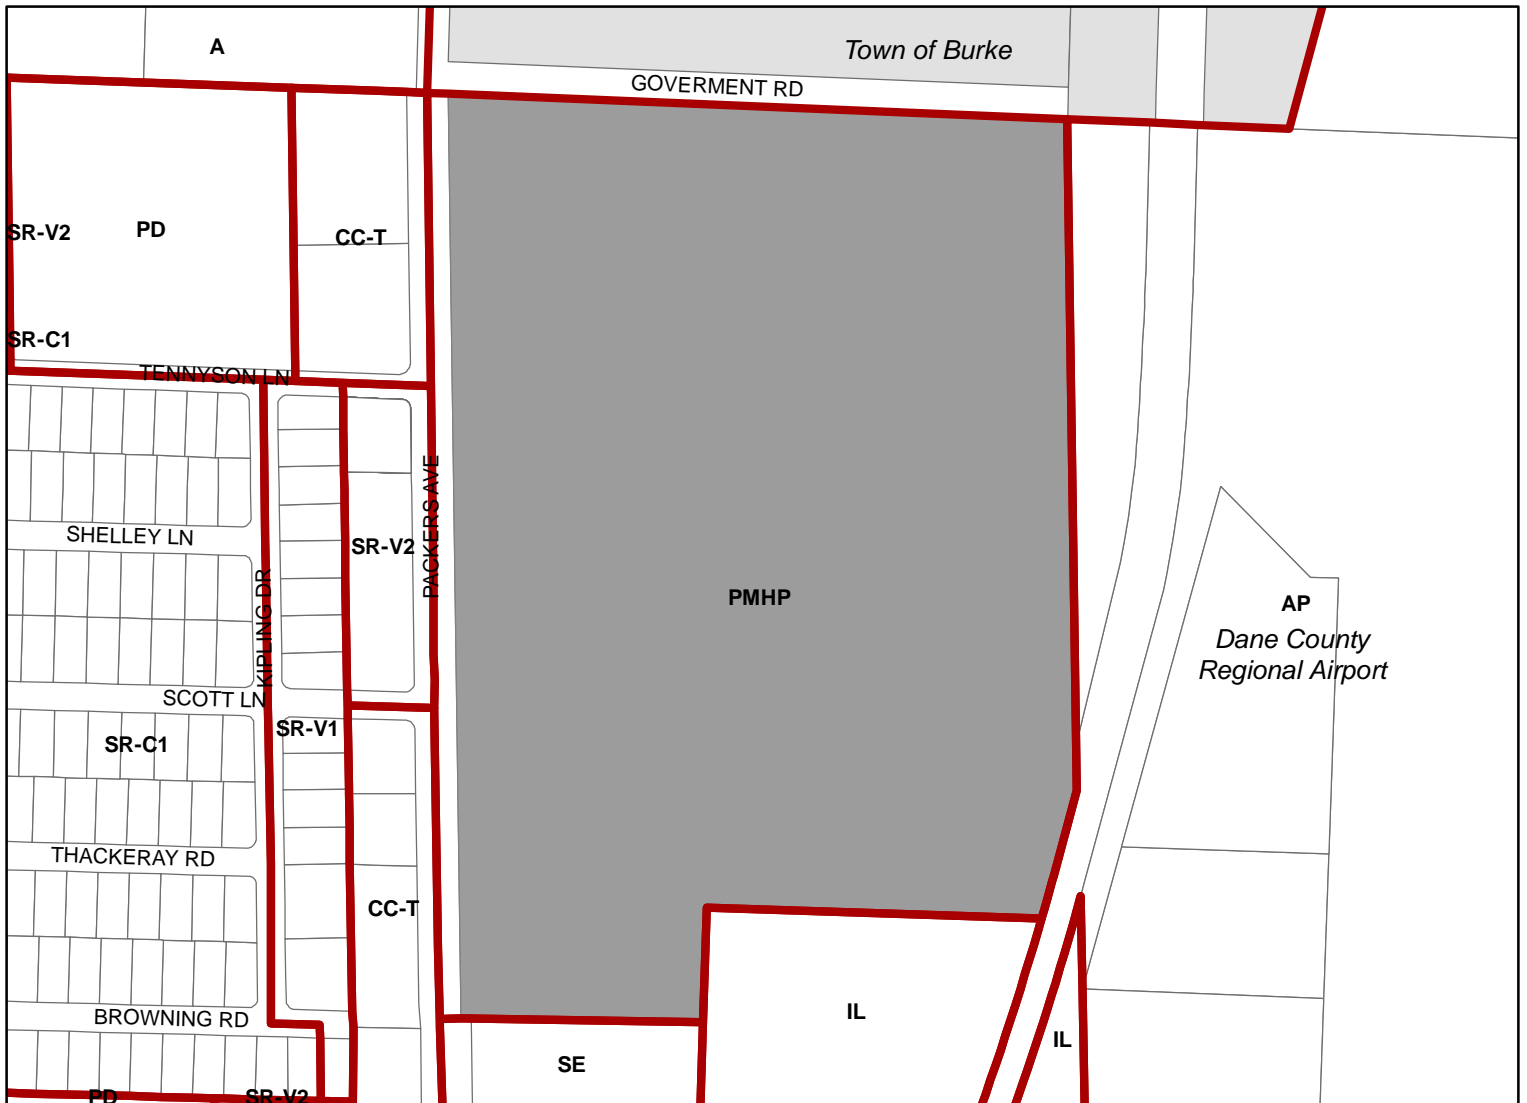 A
Town of Burke
GOVERMENT RD
SR-V2
PD
CC-T
SR-C1
TENNYSON LN
PACKERS AVE
SHELLEY LN
SR-V2
KIPLING DR
PMHP
AP
Dane County
Regional Airport
SCOTT LN
SR-V1
SR-C1
THACKERAY RD
CC-T
BROWNING RD
IL
IL
SE
PD
SR-V2